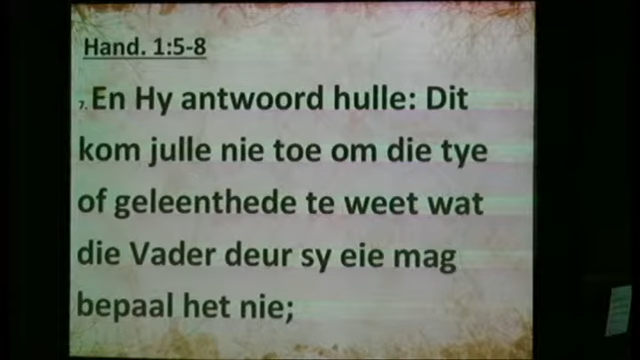 Hand. 1:5-8
7. En Hy antwoord hulle: Dit
kom julle nie toe om die tye
of geleenthede te weet wat
die Vader deur sy eie mag
bepaal het nie;